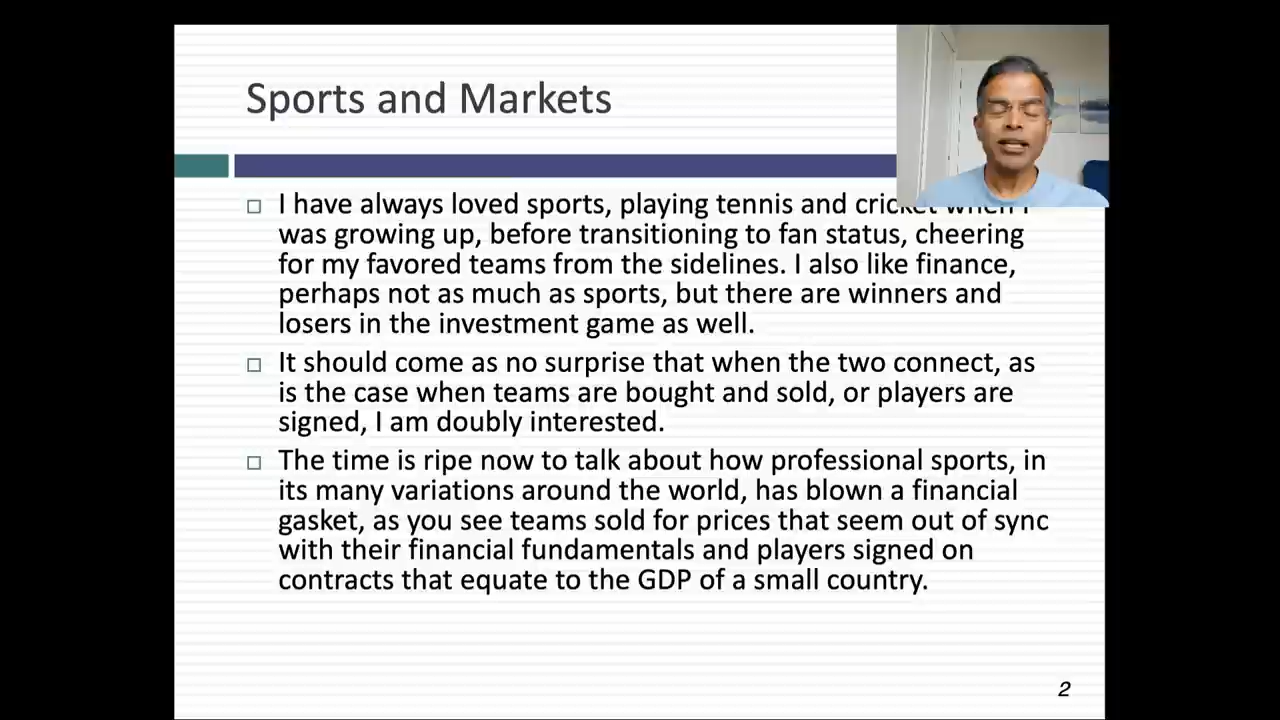 Sports and Markets
I have always loved sports, playing tennis and cricket when I
was growing up, before transitioning to fan status, cheering
for my favored teams from the sidelines. I also like finance,
perhaps not as much as sports, but there are winners and
losers in the investment game as well.
It should come as no surprise that when the two connect, as
is the case when teams are bought and sold, or players are
signed, I am doubly interested.
The time is ripe now to talk about how professional sports, in
its many variations around the world, has blown a financial
gasket, as you see teams sold for prices that seem out of sync
with their financial fundamentals and players signed on
contracts that equate to the GDP of a small country.
2